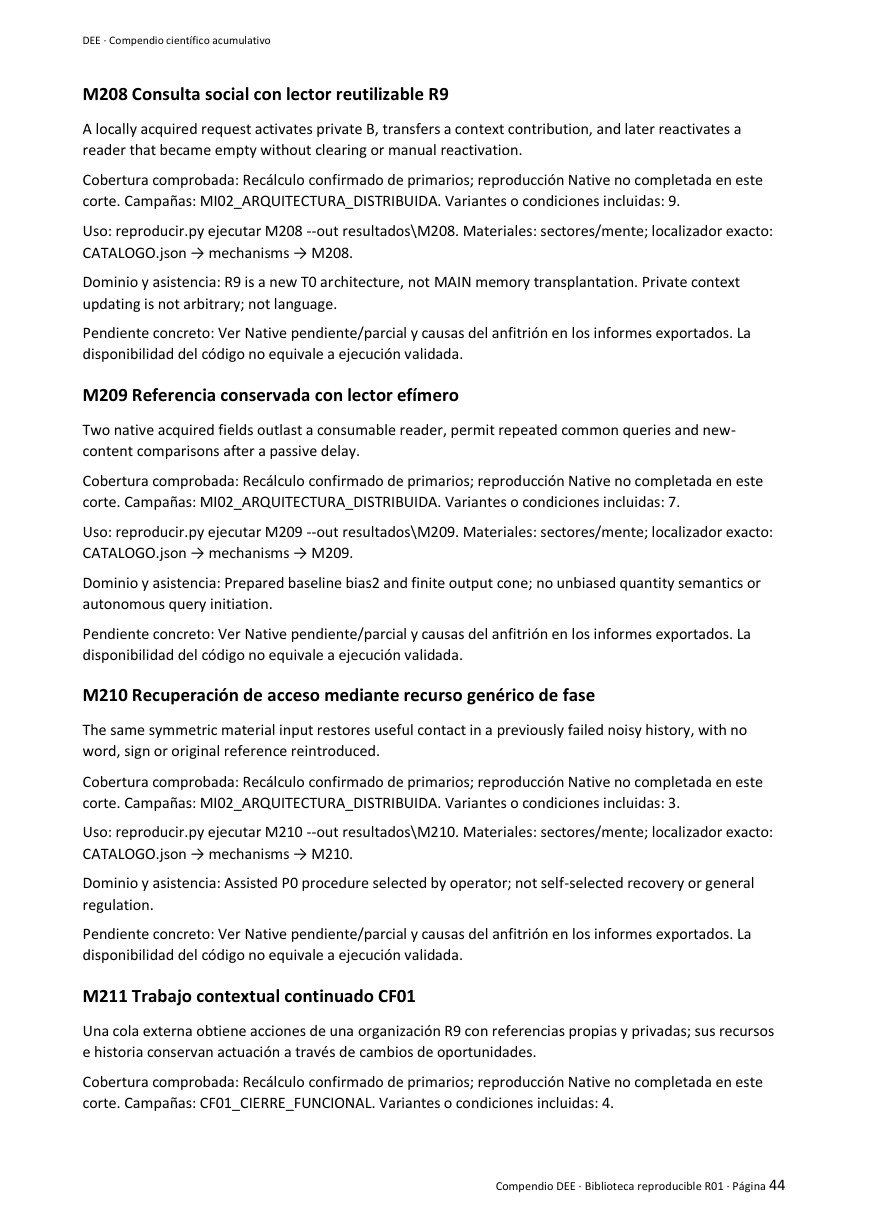 DEE · Compendio científico acumulativo
M208 Consulta social con lector reutilizable R9
A locally acquired request activates private B, transfers a context contribution, and later reactivates a
reader that became empty without clearing or manual reactivation.
Cobertura comprobada: Recálculo confirmado de primarios; reproducción Native no completada en este
corte. Campañas: MI02_ARQUITECTURA_DISTRIBUIDA. Variantes o condiciones incluidas: 9.
Uso: reproducir.py ejecutar M208 --out resultados\M208. Materiales: sectores/mente; localizador exacto:
CATALOGO.json → mechanisms → M208.
Dominio y asistencia: R9 is a new T0 architecture, not MAIN memory transplantation. Private context
updating is not arbitrary; not language.
Pendiente concreto: Ver Native pendiente/parcial y causas del anfitrión en los informes exportados. La
disponibilidad del código no equivale a ejecución validada.
M209 Referencia conservada con lector efímero
Two native acquired fields outlast a consumable reader, permit repeated common queries and new-
content comparisons after a passive delay.
Cobertura comprobada: Recálculo confirmado de primarios; reproducción Native no completada en este
corte. Campañas: MI02_ARQUITECTURA_DISTRIBUIDA. Variantes o condiciones incluidas: 7.
Uso: reproducir.py ejecutar M209 --out resultados\M209. Materiales: sectores/mente; localizador exacto:
CATALOGO.json → mechanisms → M209.
Dominio y asistencia: Prepared baseline bias2 and finite output cone; no unbiased quantity semantics or
autonomous query initiation.
Pendiente concreto: Ver Native pendiente/parcial y causas del anfitrión en los informes exportados. La
disponibilidad del código no equivale a ejecución validada.
M210 Recuperación de acceso mediante recurso genérico de fase
The same symmetric material input restores useful contact in a previously failed noisy history, with no
word, sign or original reference reintroduced.
Cobertura comprobada: Recálculo confirmado de primarios; reproducción Native no completada en este
corte. Campañas: MI02_ARQUITECTURA_DISTRIBUIDA. Variantes o condiciones incluidas: 3.
Uso: reproducir.py ejecutar M210 --out resultados\M210. Materiales: sectores/mente; localizador exacto:
CATALOGO.json → mechanisms → M210.
Dominio y asistencia: Assisted P0 procedure selected by operator; not self-selected recovery or general
regulation.
Pendiente concreto: Ver Native pendiente/parcial y causas del anfitrión en los informes exportados. La
disponibilidad del código no equivale a ejecución validada.
M211 Trabajo contextual continuado CF01
Una cola externa obtiene acciones de una organización R9 con referencias propias y privadas; sus recursos
e historia conservan actuación a través de cambios de oportunidades.
Cobertura comprobada: Recálculo confirmado de primarios; reproducción Native no completada en este
corte. Campañas: CF01_CIERRE_FUNCIONAL. Variantes o condiciones incluidas: 4.
Compendio DEE · Biblioteca reproducible R01 · Página 44